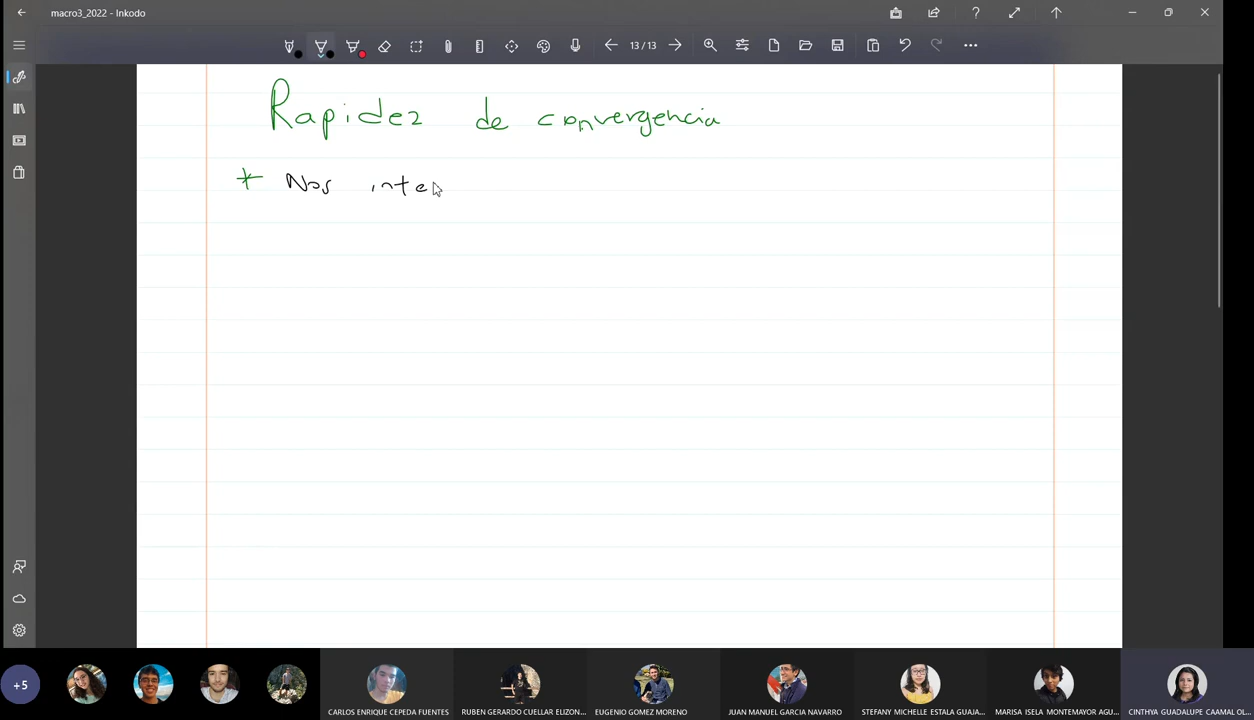 macro3_2022 - Inkodo
13 / 13
Rapidez de convergencia
* Nos inte
+5
CARLOS ENRIQUE CEPEDA FUENTES
RUBEN GERARDO CUELLAR ELIZON...
EUGENIO GOMEZ MORENO
JUAN MANUEL GARCIA NAVARRO
STEFANY MICHELLE ESTALA GUAJA...
MARISA ISELA MONTEMAYOR AGU...
CINTHYA GUADALUPE CAAMAL OL...